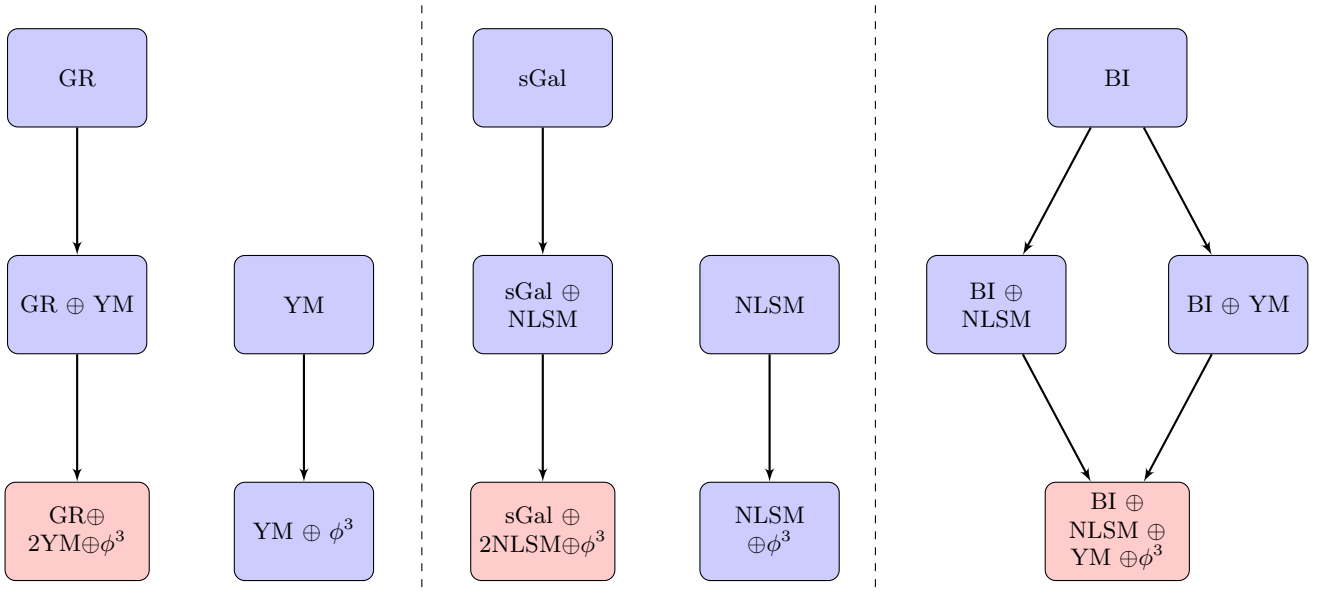 GR
sGal
BI
GR ⊕ YM
YM
sGal ⊕
NLSM
NLSM
BI ⊕
NLSM
BI ⊕ YM
GR⊕
2YM⊕ϕ³
YM ⊕ ϕ³
sGal ⊕
2NLSM⊕ϕ³
NLSM
⊕ϕ³
BI ⊕
NLSM ⊕
YM ⊕ϕ³